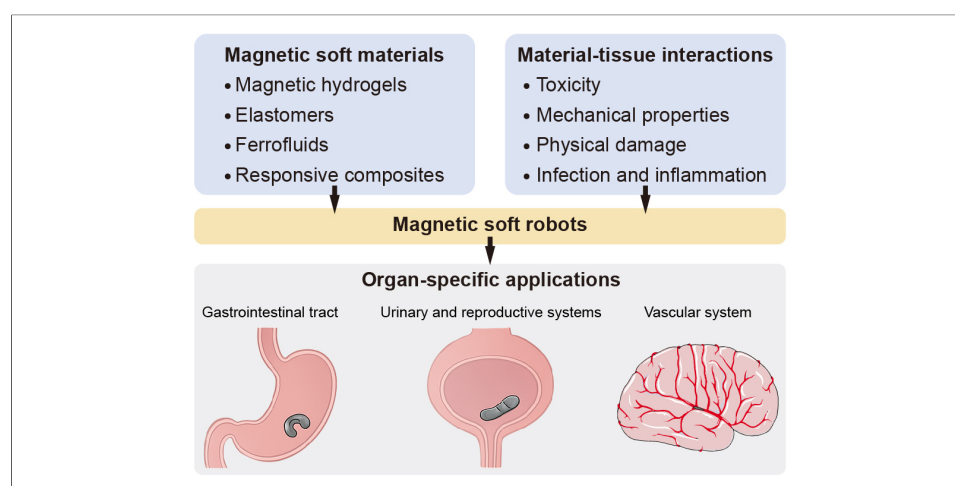 Magnetic soft materials
• Magnetic hydrogels
• Elastomers
• Ferrofluids
• Responsive composites
Material-tissue interactions
• Toxicity
• Mechanical properties
• Physical damage
• Infection and inflammation
Magnetic soft robots
Organ-specific applications
Gastrointestinal tract
Urinary and reproductive systems
Vascular system